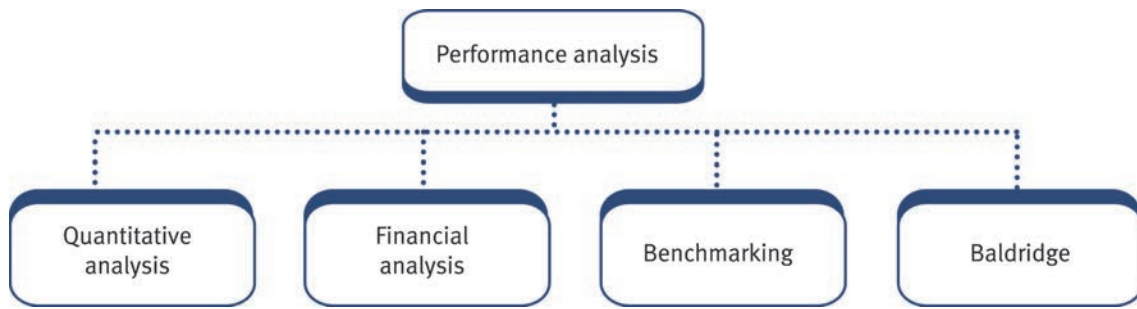 Performance analysis
Quantitative
analysis
Financial
analysis
Benchmarking
Baldridge